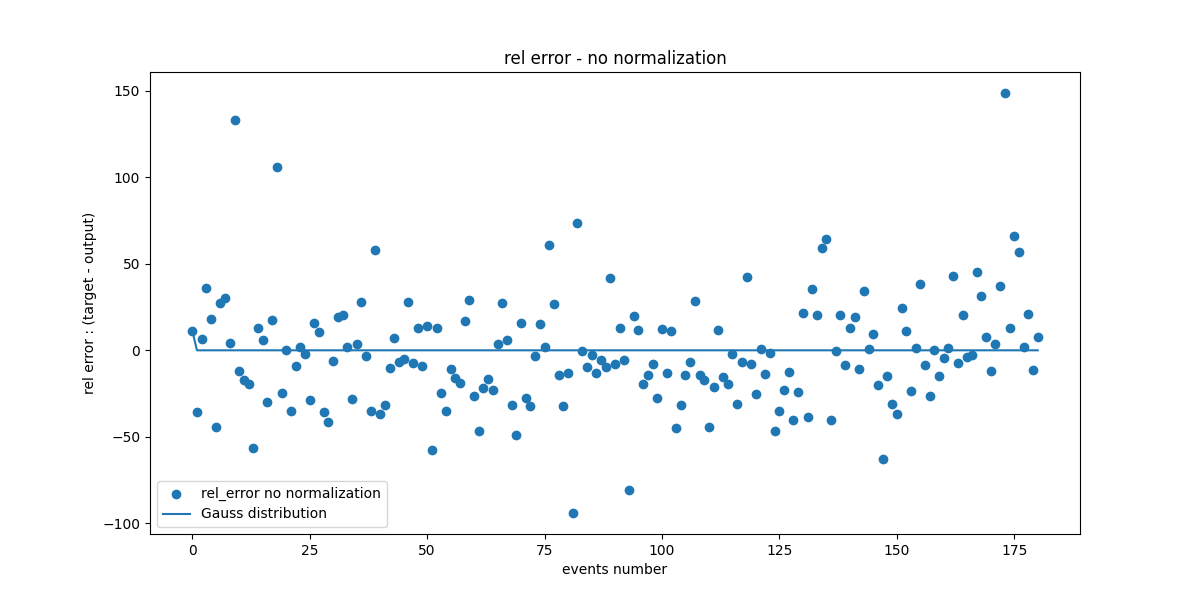 rel error - no normalization
rel error : (target - output)
150
100
50
0
−50
−100
rel_error no normalization
Gauss distribution
0 25 50 75 100 125 150 175
events number